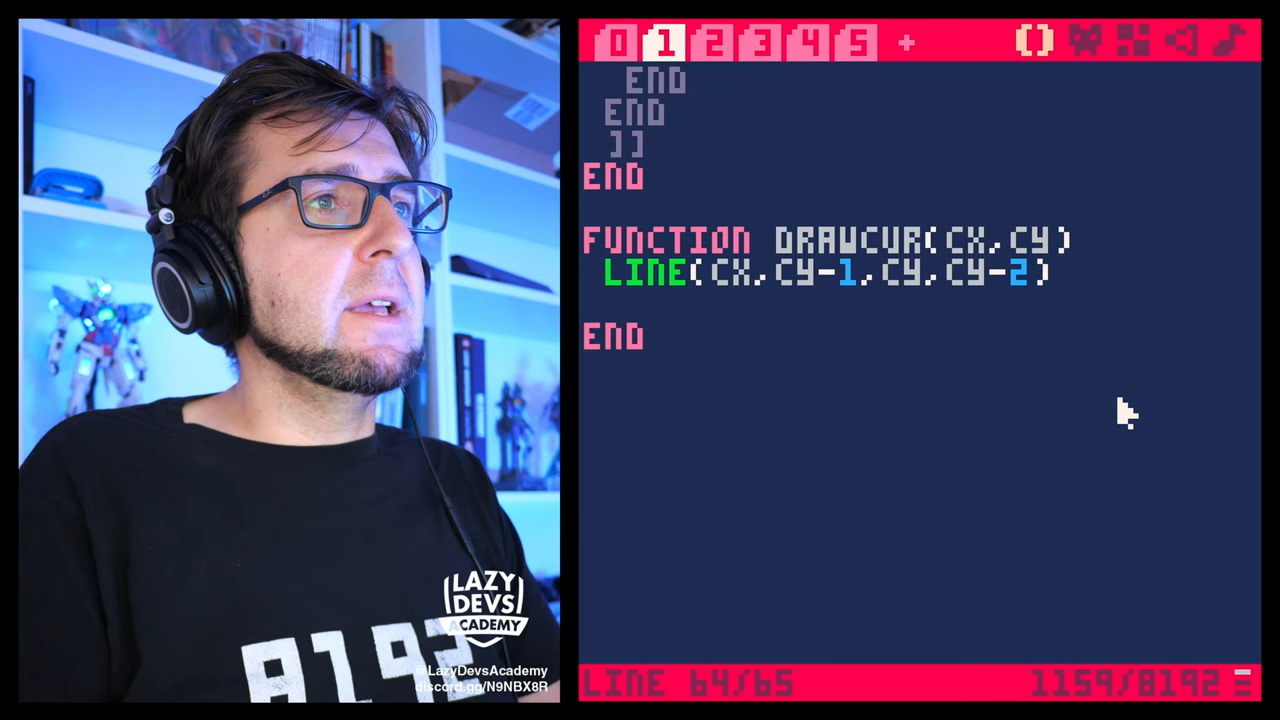 0 1 2 3 4 5 +
END
END
]]
END
FUNCTION DRAWCUR(CX,CY)
LINE(CX,CY-1,CY,CY-2)
END
LINE 64/65
1159/8192
LAZY
DEVS
ACADEMY
8192
@LazyDevsAcademy
discord.gg/N9NBX8R